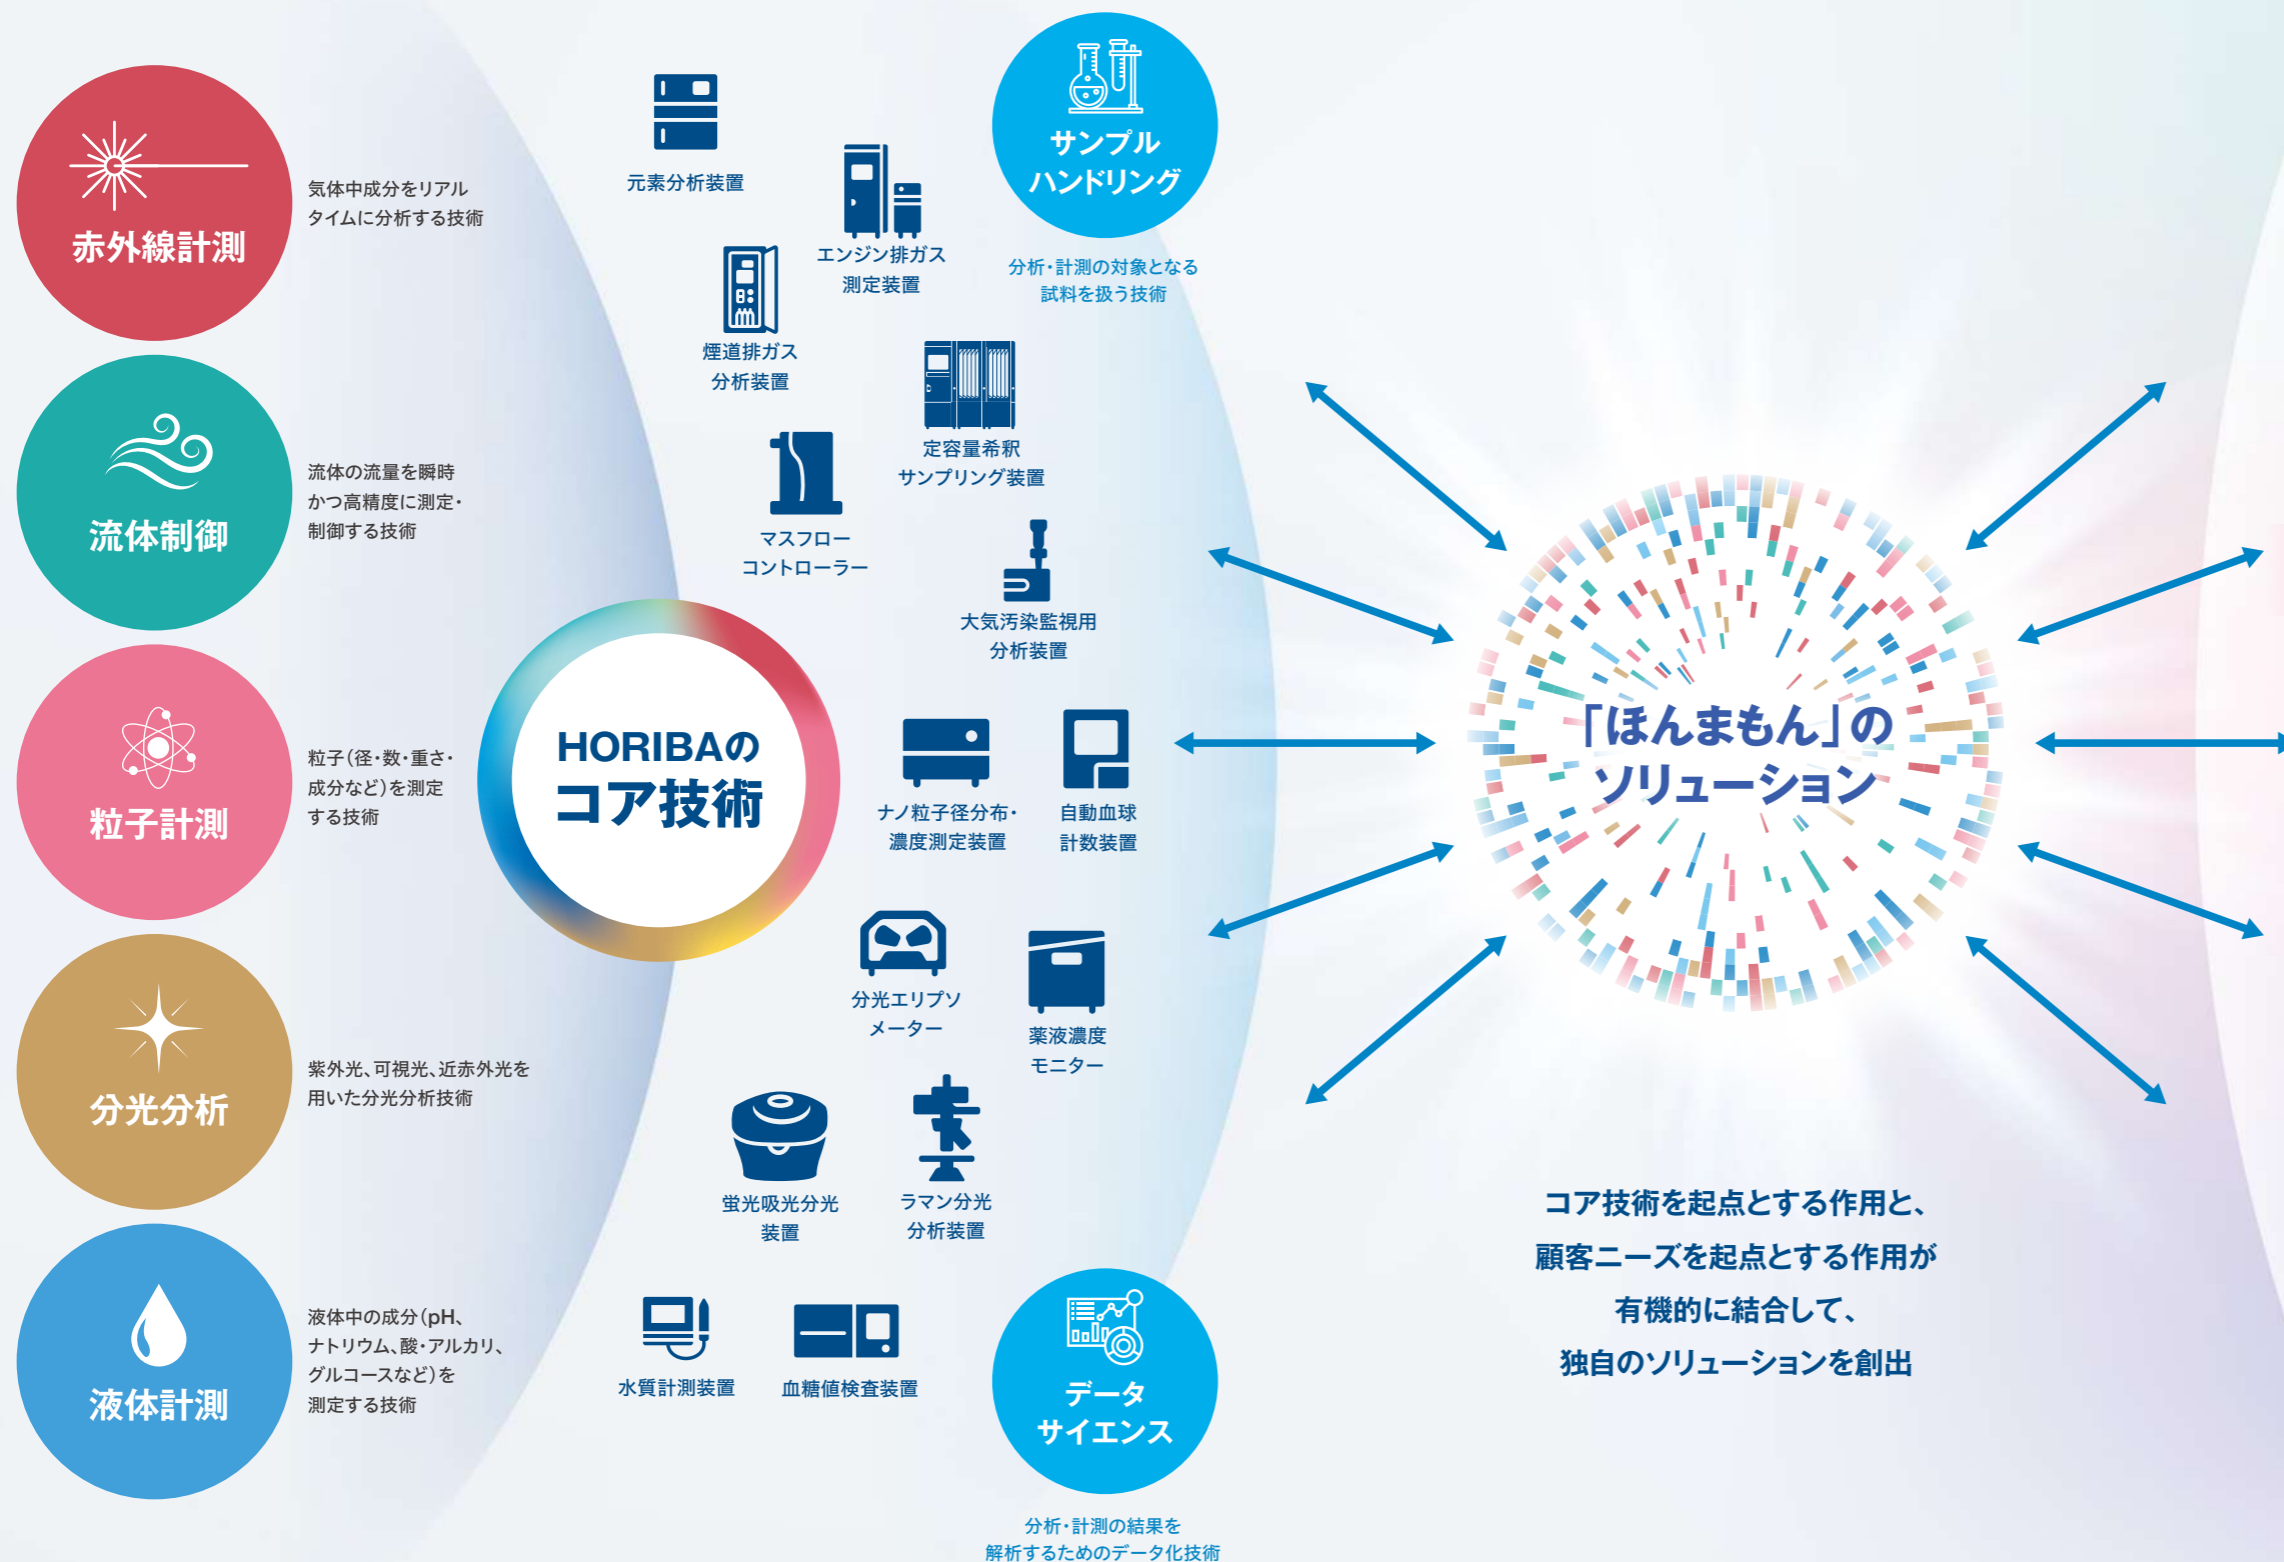 赤外線計測
気体中成分をリアル
タイムに分析する技術
流体制御
流体の流量を瞬時
かつ高精度に測定・
制御する技術
粒子計測
粒子(径・数・重さ・
成分など)を測定
する技術
分光分析
紫外光、可視光、近赤外光を
用いた分光分析技術
液体計測
液体中の成分(pH、
ナトリウム、酸・アルカリ、
グルコースなど)を
測定する技術
HORIBAの
コア技術
元素分析装置
エンジン排ガス
測定装置
煙道排ガス
分析装置
定容量希釈
サンプリング装置
マスフロー
コントローラー
大気汚染監視用
分析装置
ナノ粒子径分布・
濃度測定装置
自動血球
計数装置
分光エリプソ
メーター
薬液濃度
モニター
蛍光吸光分光
装置
ラマン分光
分析装置
水質計測装置
血糖値検査装置
サンプル
ハンドリング
分析・計測の対象となる
試料を扱う技術
データ
サイエンス
分析・計測の結果を
解析するためのデータ化技術
「ほんまもん」の
ソリューション
コア技術を起点とする作用と、
顧客ニーズを起点とする作用が
有機的に結合して、
独自のソリューションを創出